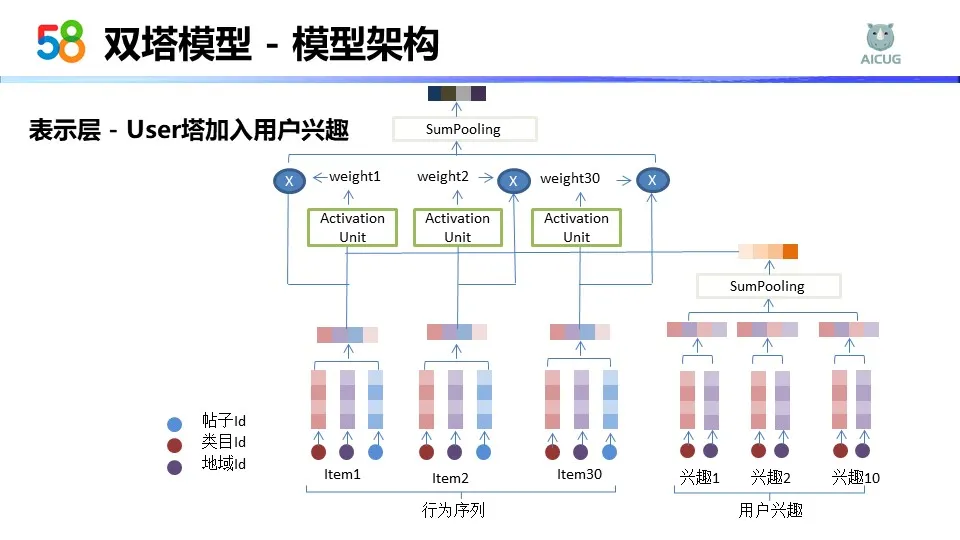 58 双塔模型 - 模型架构
AICUG
表示层 - User塔加入用户兴趣
SumPooling
X weight1 weight2 X weight30 X
Activation Unit
Activation Unit
Activation Unit
SumPooling
帖子Id
类目Id
地域Id
Item1 Item2 Item30
兴趣1 兴趣2 兴趣10
行为序列 用户兴趣